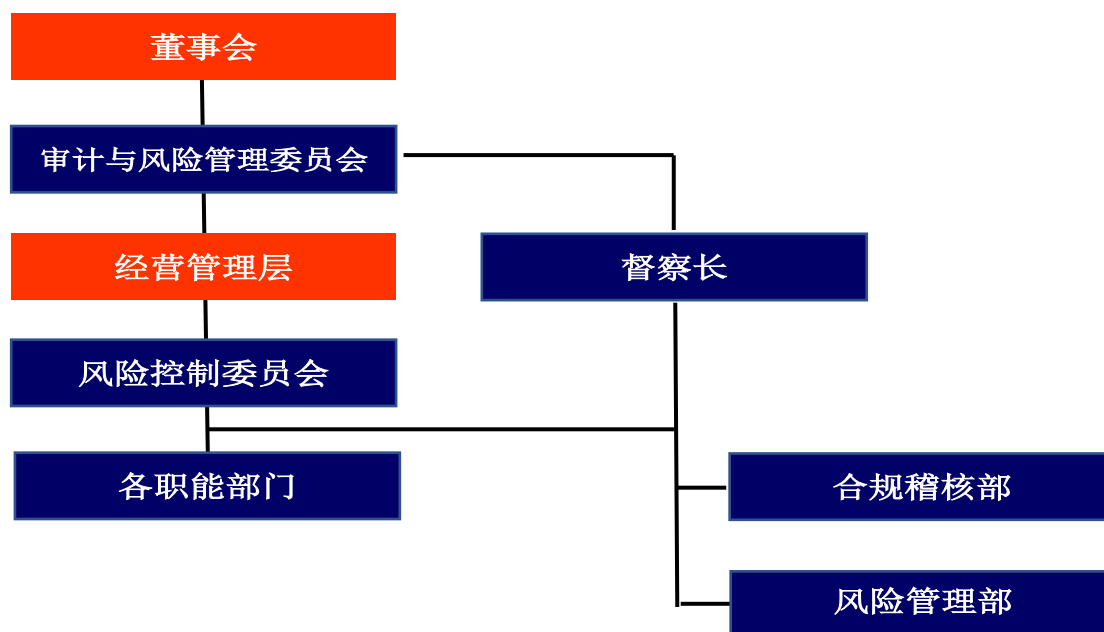 董事会
审计与风险管理委员会
经营管理层
督察长
风险控制委员会
各职能部门
合规稽核部
风险管理部